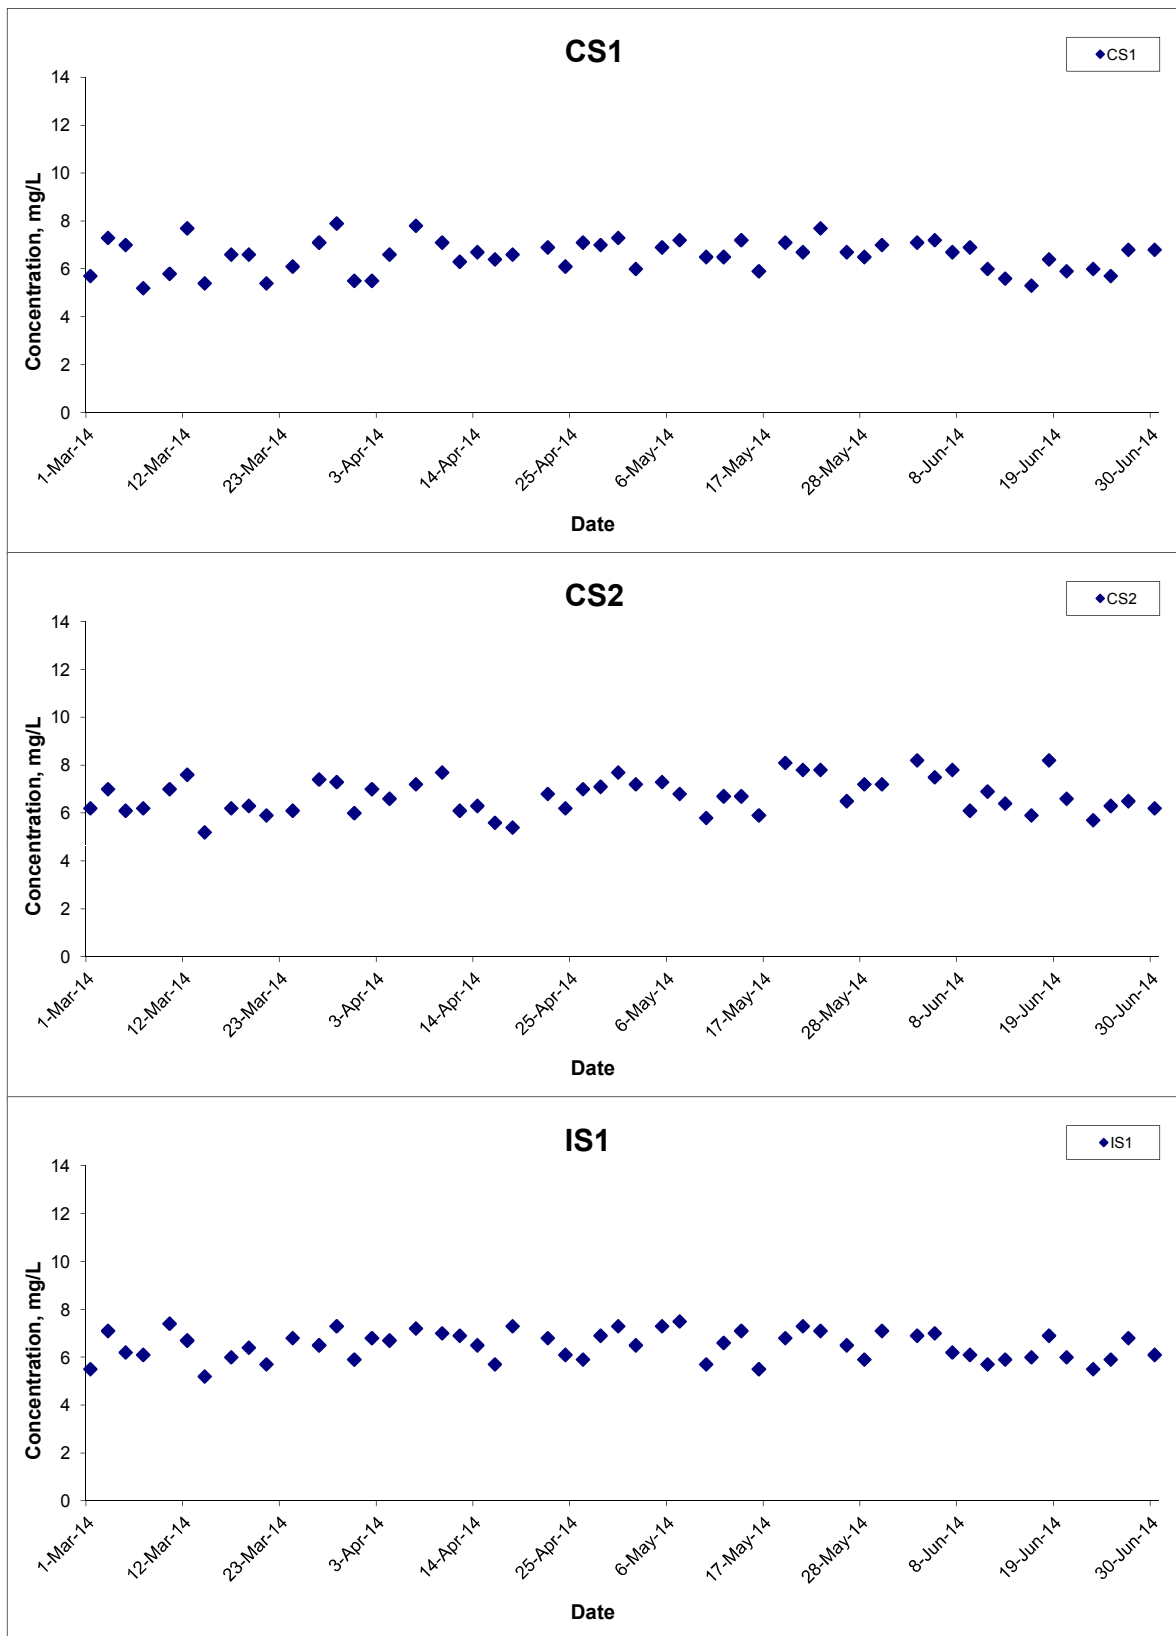 CS1
CS1
14
12
10
8
6
4
2
0
Concentration, mg/L
1-Mar-14 12-Mar-14 23-Mar-14 3-Apr-14 14-Apr-14 25-Apr-14 6-May-14 17-May-14 28-May-14 8-Jun-14 19-Jun-14 30-Jun-14
Date
CS2
CS2
14
12
10
8
6
4
2
0
Concentration, mg/L
1-Mar-14 12-Mar-14 23-Mar-14 3-Apr-14 14-Apr-14 25-Apr-14 6-May-14 17-May-14 28-May-14 8-Jun-14 19-Jun-14 30-Jun-14
Date
IS1
IS1
14
12
10
8
6
4
2
0
Concentration, mg/L
1-Mar-14 12-Mar-14 23-Mar-14 3-Apr-14 14-Apr-14 25-Apr-14 6-May-14 17-May-14 28-May-14 8-Jun-14 19-Jun-14 30-Jun-14
Date